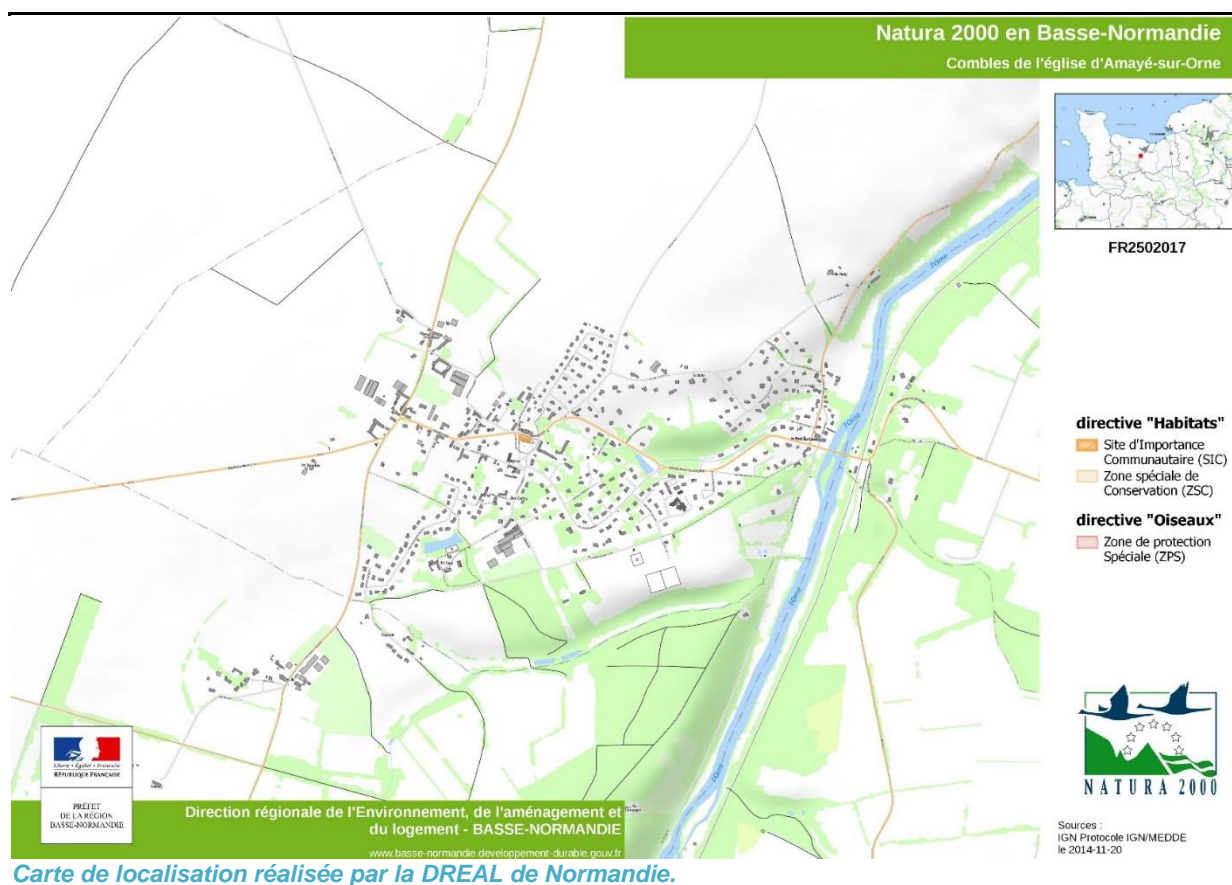 Natura 2000 en Basse-Normandie
Combles de l'église d'Amayé-sur-Orne
FR2502017
l'Orne
l'Orne
l'Orne
l'Orne
directive "Habitats"
Site d'Importance
Communautaire (SIC)
Zone spéciale de
Conservation (ZSC)
directive "Oiseaux"
Zone de protection
Spéciale (ZPS)
NATURA 2000
Sources :
IGN Protocole IGN/MEDDE
le 2014-11-20
Liberté • Égalité • Fraternité
RÉPUBLIQUE FRANÇAISE
PRÉFET
DE LA RÉGION
BASSE-NORMANDIE
Direction régionale de l'Environnement, de l'aménagement et
du logement - BASSE-NORMANDIE
www.basse-normandie.developpement-durable.gouv.fr
Carte de localisation réalisée par la DREAL de Normandie.